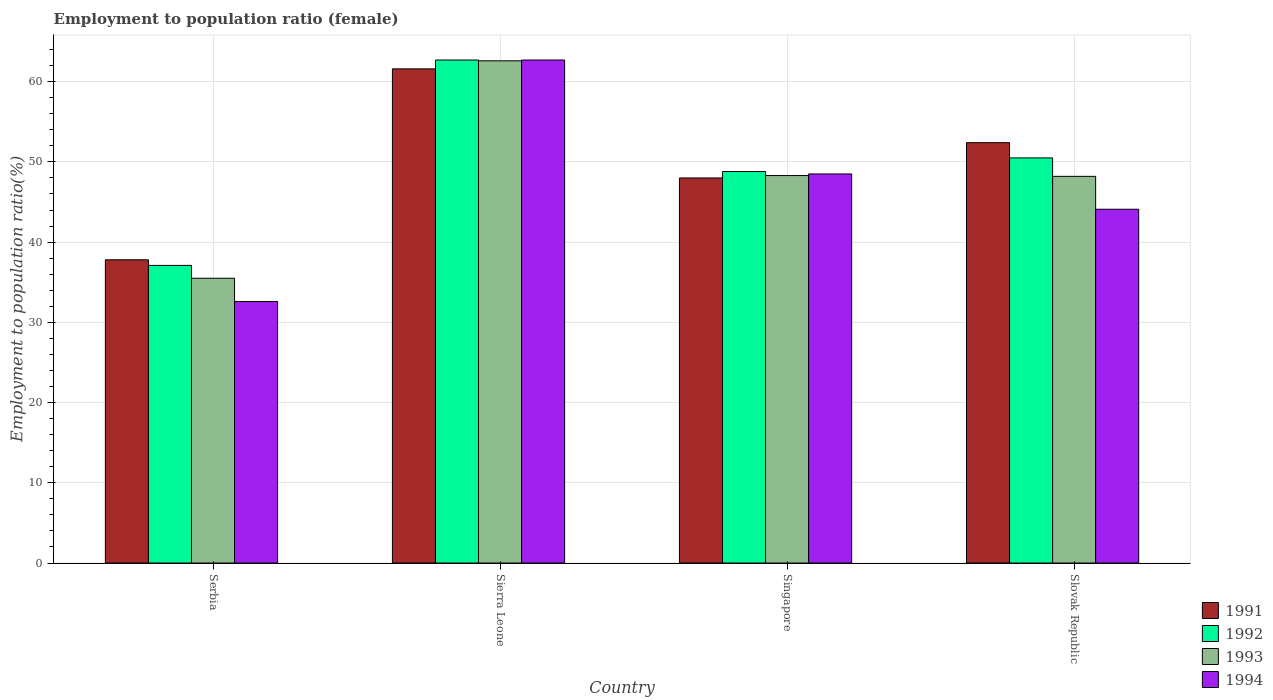 Employment to population ratio (female)
Employment to population ratio(%)
60
50
40
30
20
10
0
Serbia
Sierra Leone
Singapore
Slovak Republic
Country
1991
1992
1993
1994